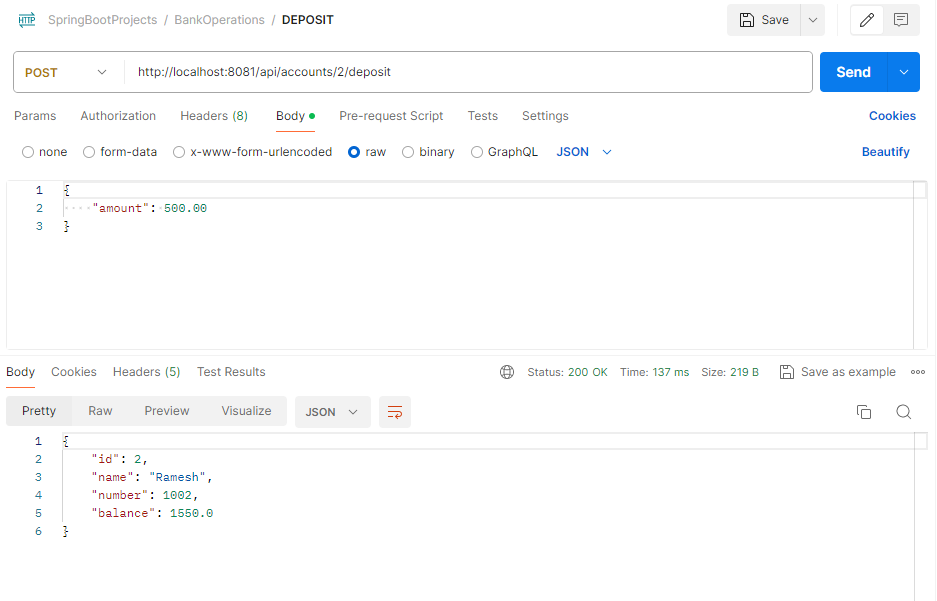 HTTP SpringBootProjects / BankOperations / DEPOSIT Save
POST http://localhost:8081/api/accounts/2/deposit Send
Params Authorization Headers (8) Body Pre-request Script Tests Settings Cookies
none form-data x-www-form-urlencoded raw binary GraphQL JSON Beautify
1 {
2 ····"amount":·500.00
3 }
Body Cookies Headers (5) Test Results Status: 200 OK Time: 137 ms Size: 219 B Save as example
Pretty Raw Preview Visualize JSON
1 {
2 "id": 2,
3 "name": "Ramesh",
4 "number": 1002,
5 "balance": 1550.0
6 }